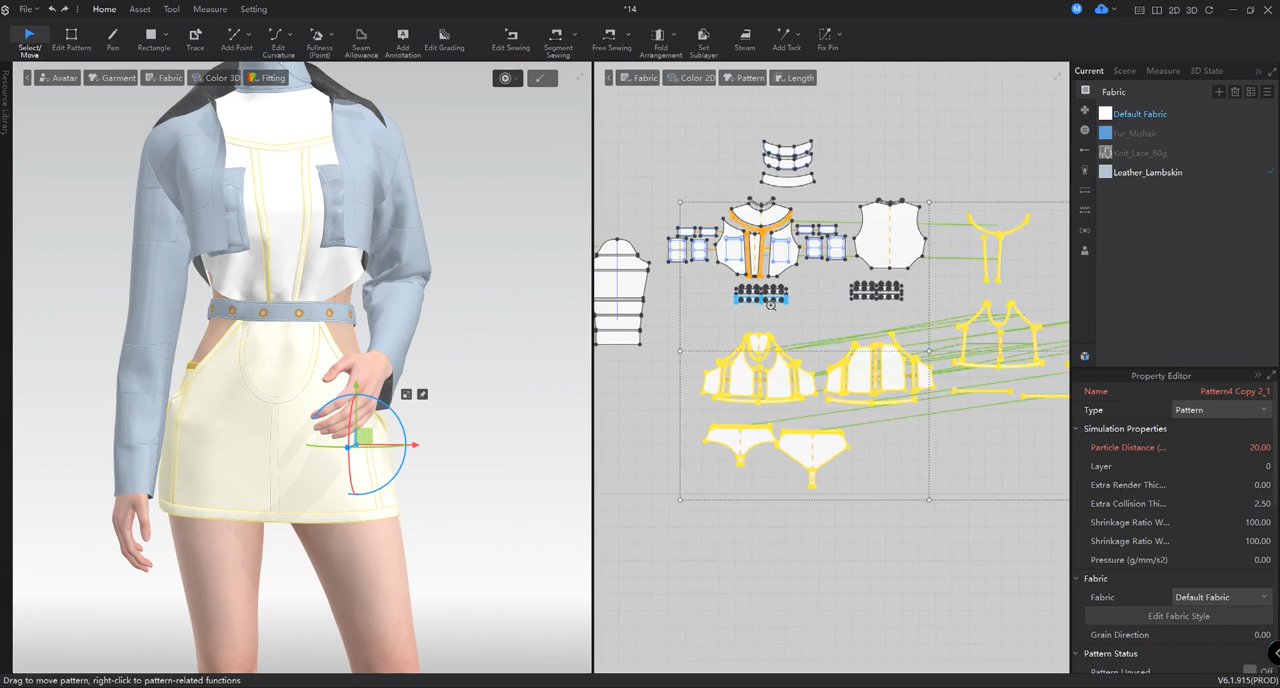 File
Home
Asset
Tool
Measure
Setting
*14
M
2D
3D
Select/
Move
Edit Pattern
Pen
Rectangle
Trace
Add Point
Edit
Curvature
Fullness
(Point)
Seam
Allowance
Add
Annotation
Edit Grading
Edit Sewing
Segment
Sewing
Free Sewing
Fold
Arrangement
Set
Sublayer
Steam
Add Tack
Fix Pin
Resource Library
Avatar
Garment
Fabric
Color 3D
Fitting
Fabric
Color 2D
Pattern
Length
Current
Scene
Measure
3D State
Fabric
Default Fabric
Fur_Mohair
Knit_Lace_80g
Leather_Lambskin
Property Editor
Name Pattern4 Copy 2_1
Type Pattern
Simulation Properties
Particle Distance (... 20.00
Layer 0
Extra Render Thic... 0.00
Extra Collision Thi... 2.50
Shrinkage Ratio W... 100.00
Shrinkage Ratio W... 100.00
Pressure (g/mm/s2) 0.00
Fabric
Fabric Default Fabric
Edit Fabric Style
Grain Direction 0.00
Pattern Status
Pattern Unused Off
Drag to move pattern, right-click to pattern-related functions
V6.1.915(PROD)